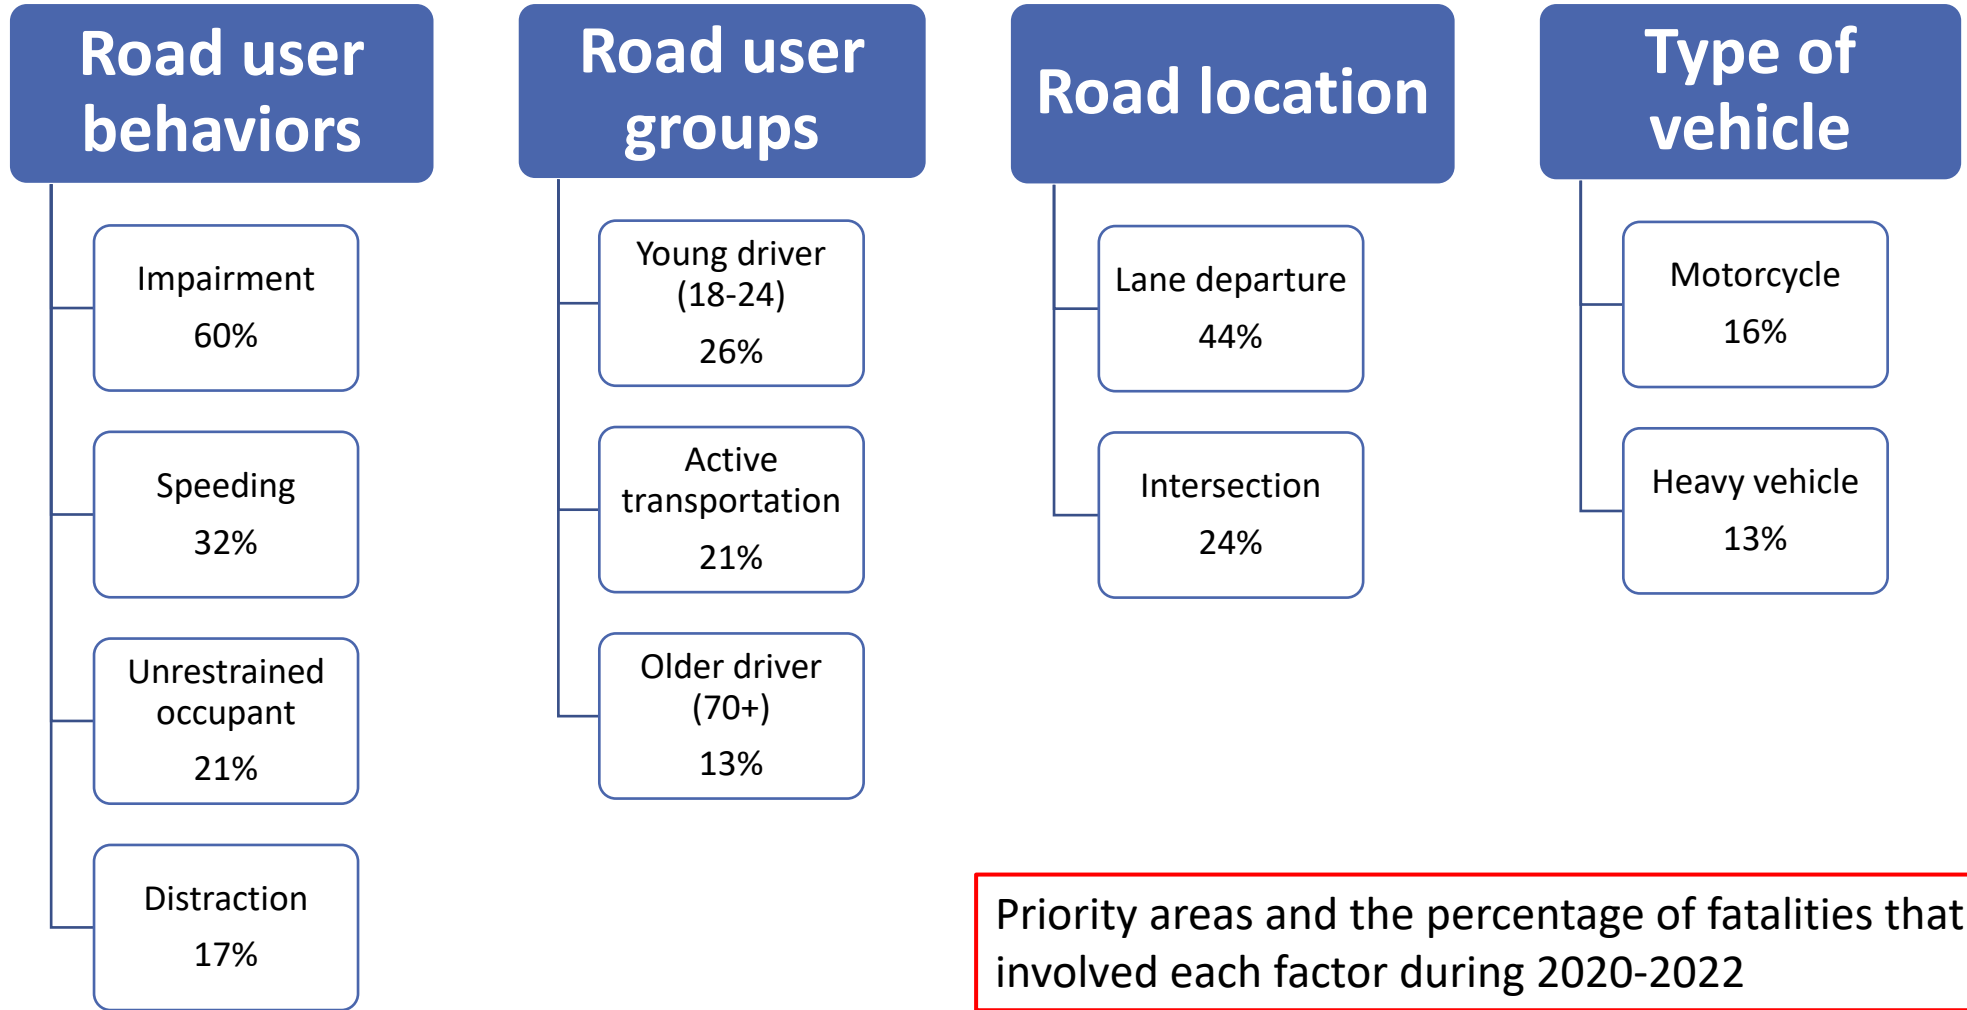 Road user
behaviors
Impairment
60%
Speeding
32%
Unrestrained
occupant
21%
Distraction
17%
Road user
groups
Young driver
(18-24)
26%
Active
transportation
21%
Older driver
(70+)
13%
Road location
Lane departure
44%
Intersection
24%
Type of
vehicle
Motorcycle
16%
Heavy vehicle
13%
Priority areas and the percentage of fatalities that
involved each factor during 2020-2022